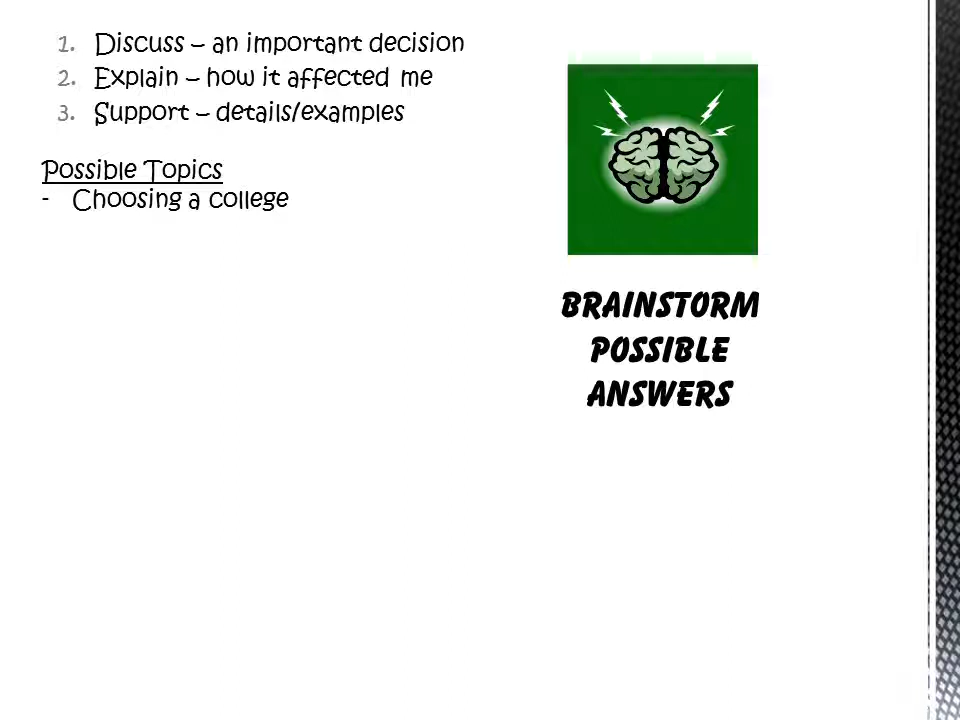 1. Discuss – an important decision
2. Explain – how it affected me
3. Support – details/examples
Possible Topics
- Choosing a college
BRAINSTORM
POSSIBLE
ANSWERS